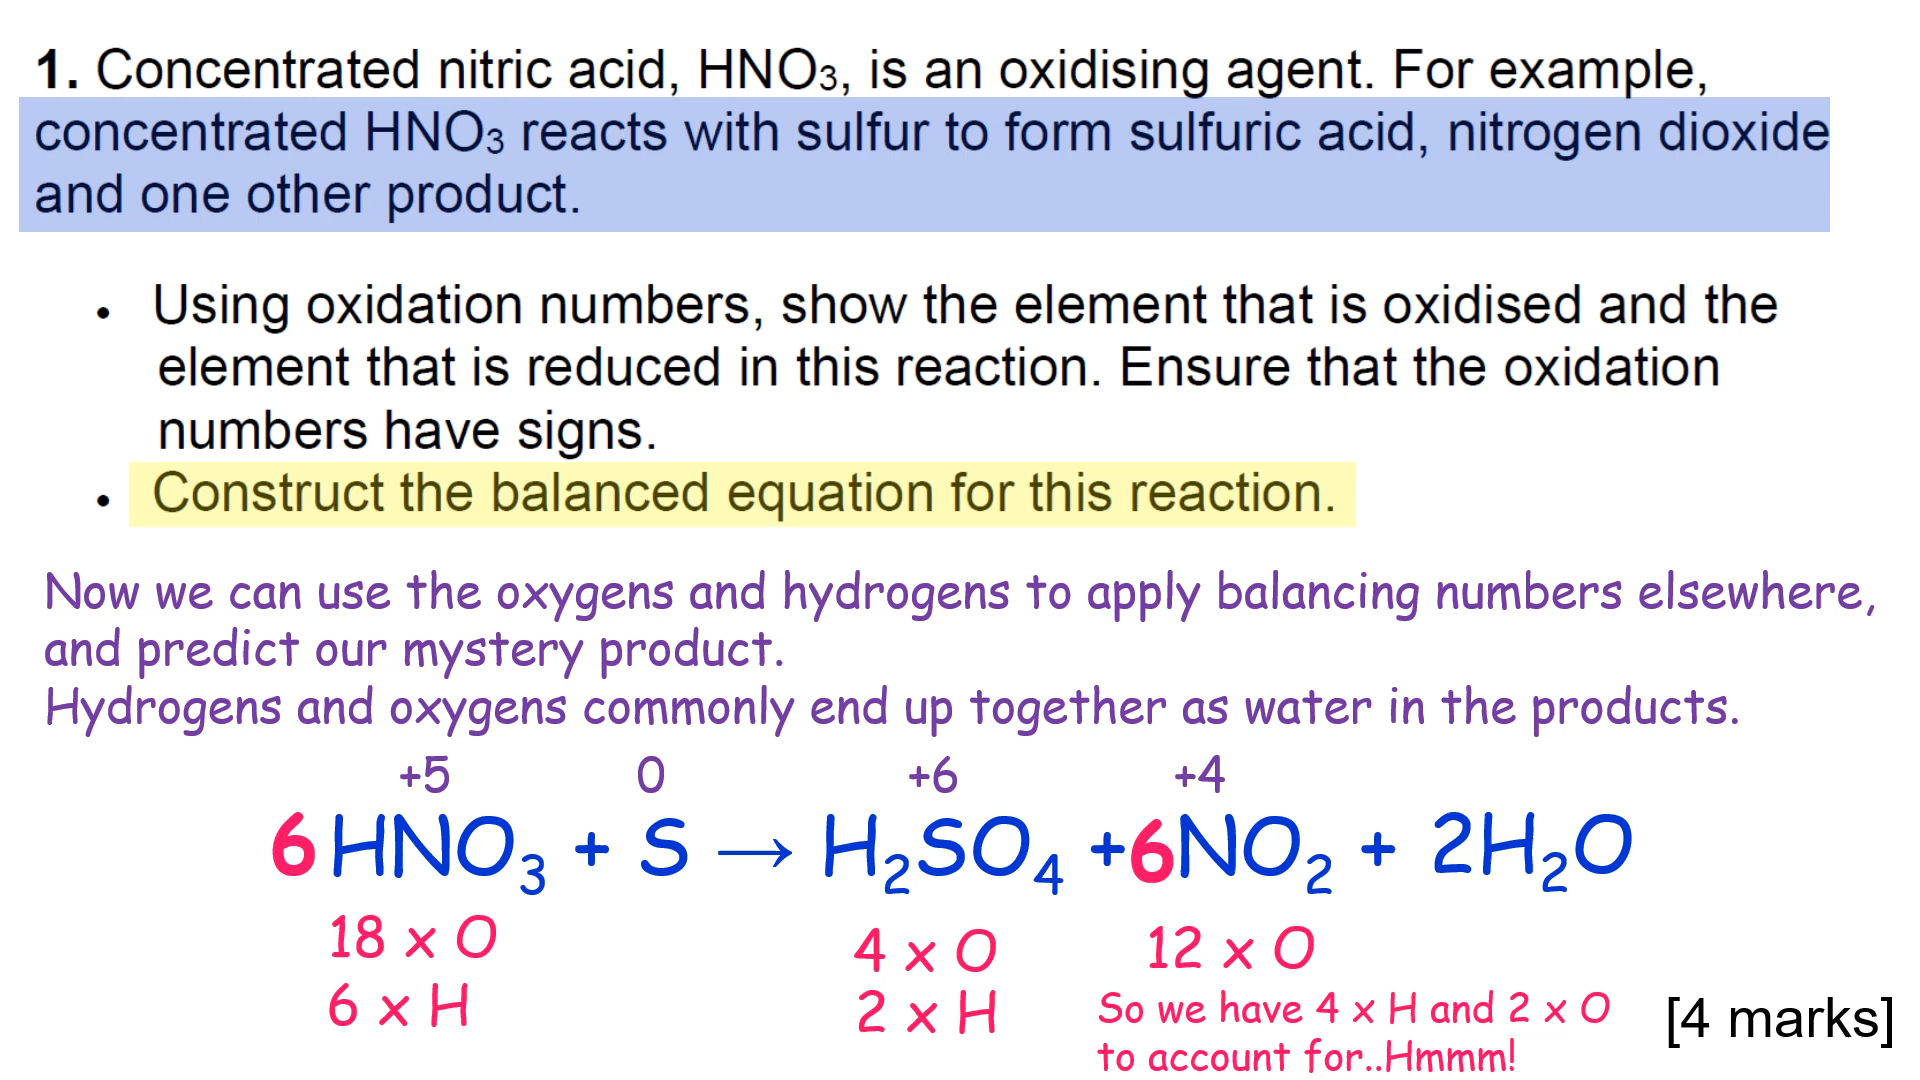 1. Concentrated nitric acid, HNO₃, is an oxidising agent. For example,
concentrated HNO₃ reacts with sulfur to form sulfuric acid, nitrogen dioxide
and one other product.
• Using oxidation numbers, show the element that is oxidised and the
element that is reduced in this reaction. Ensure that the oxidation
numbers have signs.
• Construct the balanced equation for this reaction.
Now we can use the oxygens and hydrogens to apply balancing numbers elsewhere,
and predict our mystery product.
Hydrogens and oxygens commonly end up together as water in the products.
+5 0 +6 +4
6HNO₃ + S → H₂SO₄ +6NO₂ + 2H₂O
18 x O 4 x O 12 x O
6 x H 2 x H So we have 4 x H and 2 x O
to account for..Hmmm!
[4 marks]